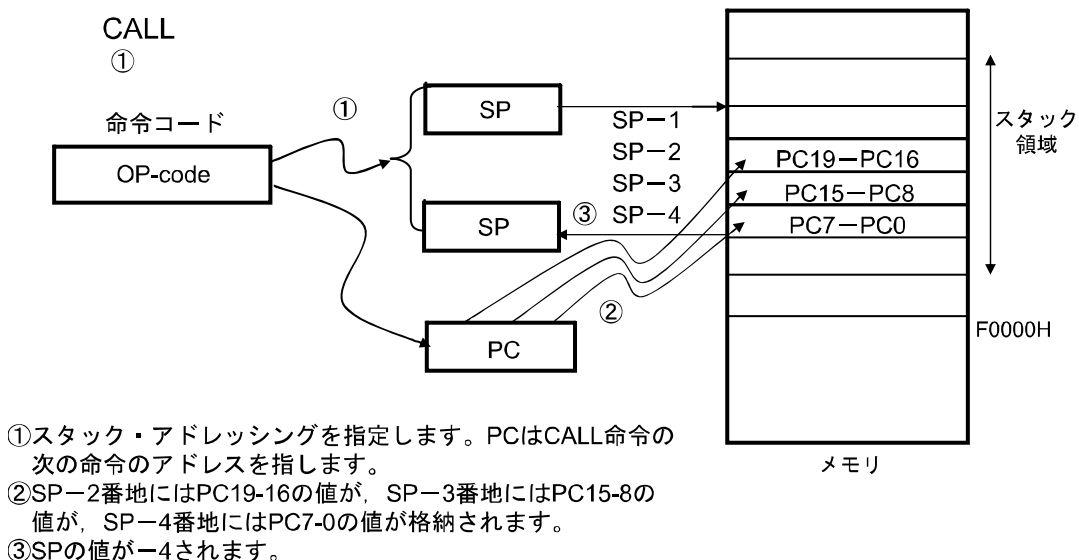 CALL
①
命令コード
OP-code
①
SP
SP－1
SP－2
SP－3
SP－4
SP
③
②
PC
PC19－PC16
PC15－PC8
PC7－PC0
スタック
領域
F0000H
メモリ
①スタック・アドレッシングを指定します。PCはCALL命令の
次の命令のアドレスを指します。
②SP－2番地にはPC19-16の値が，SP－3番地にはPC15-8の
値が，SP－4番地にはPC7-0の値が格納されます。
③SPの値が－4されます。